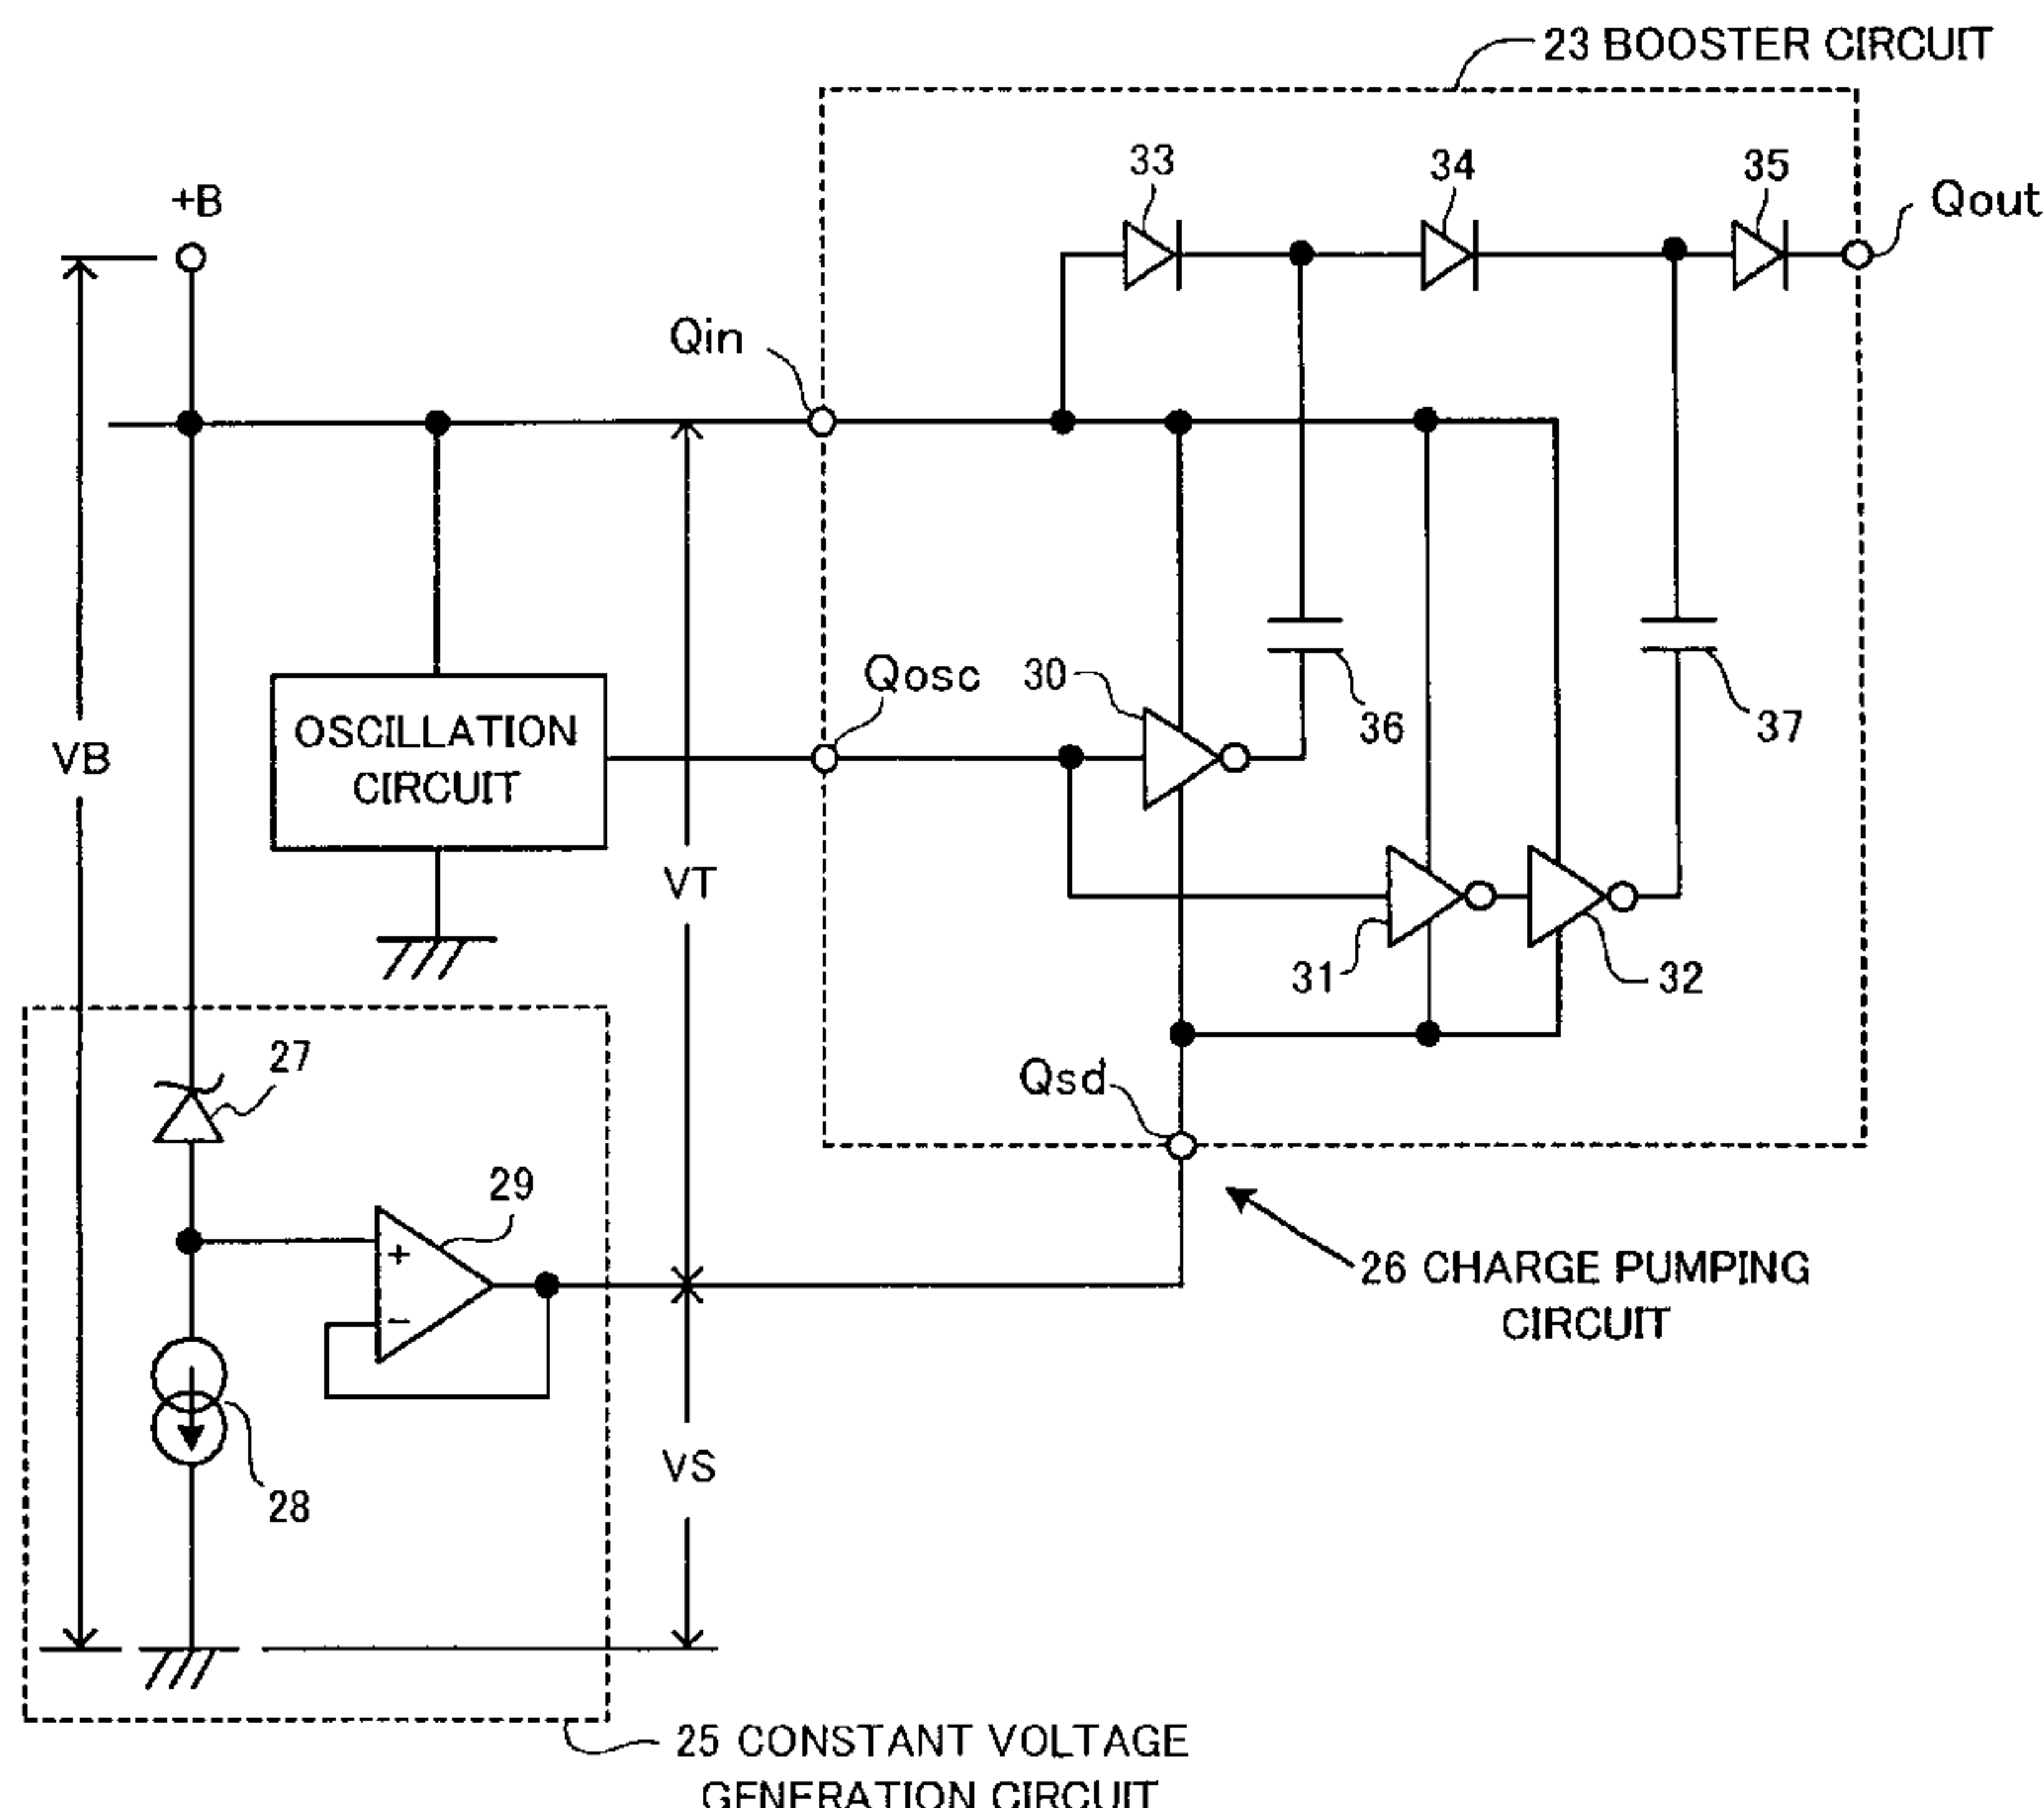 23 BOOSTER CIRCUIT
33
34
35
Qout
+B
Qin
Qosc
30
OSCILLATION
CIRCUIT
36
37
VB
VT
31
32
27
Qsd
29
+
−
26 CHARGE PUMPING
CIRCUIT
VS
28
25 CONSTANT VOLTAGE
GENERATION CIRCUIT